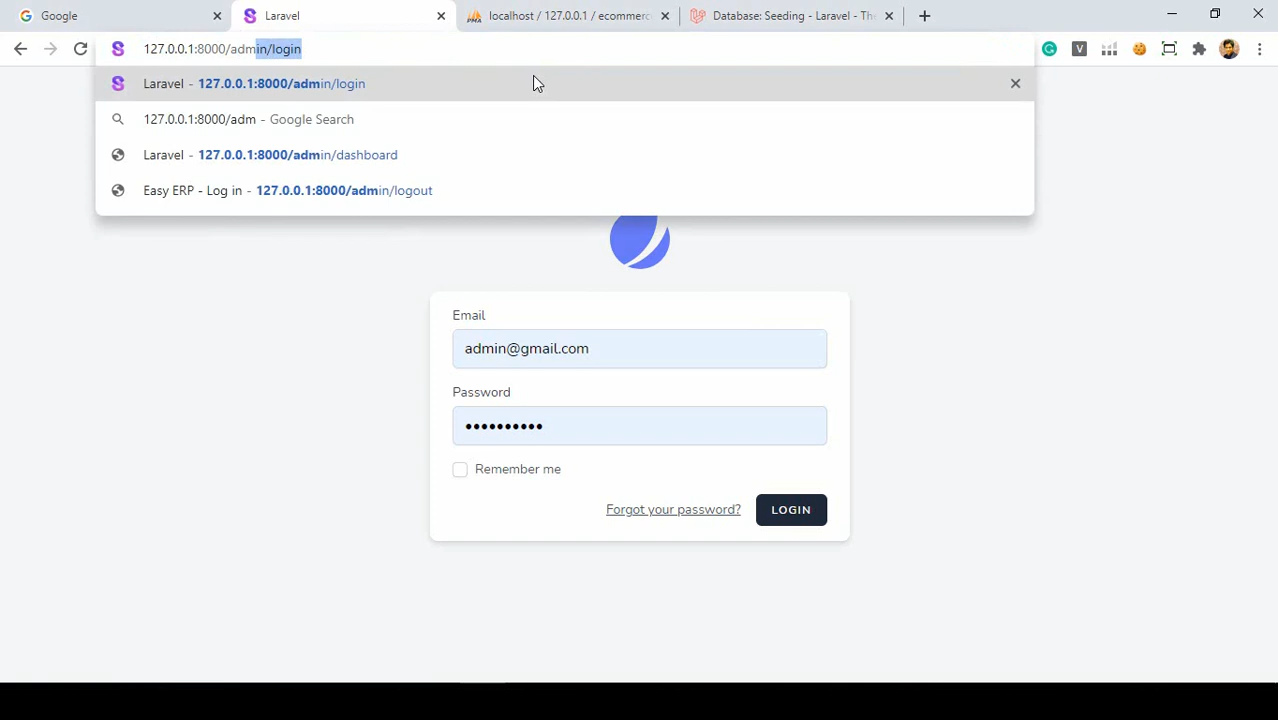 Google
Laravel
localhost / 127.0.0.1 / ecommerc
Database: Seeding - Laravel - The
127.0.0.1:8000/admin/login
V
Laravel - 127.0.0.1:8000/admin/login
127.0.0.1:8000/adm - Google Search
Laravel - 127.0.0.1:8000/admin/dashboard
Easy ERP - Log in - 127.0.0.1:8000/admin/logout
Email
admin@gmail.com
Password
Remember me
Forgot your password?
LOGIN